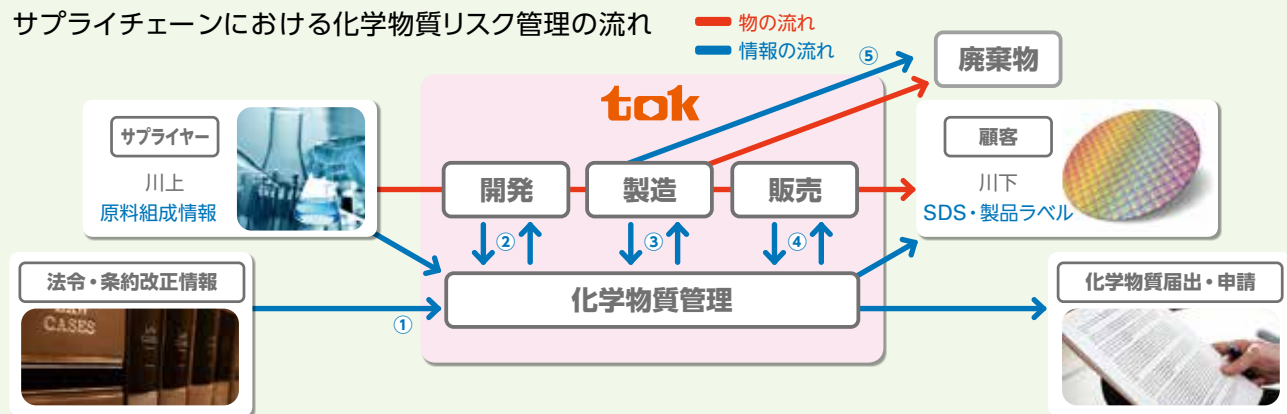 サプライチェーンにおける化学物質リスク管理の流れ
物の流れ
情報の流れ
⑤
廃棄物
tok
サプライヤー
川上
原料組成情報
開発
製造
販売
顧客
川下
SDS・製品ラベル
②
③
④
法令・条約改正情報
CASES
①
化学物質管理
化学物質届出・申請